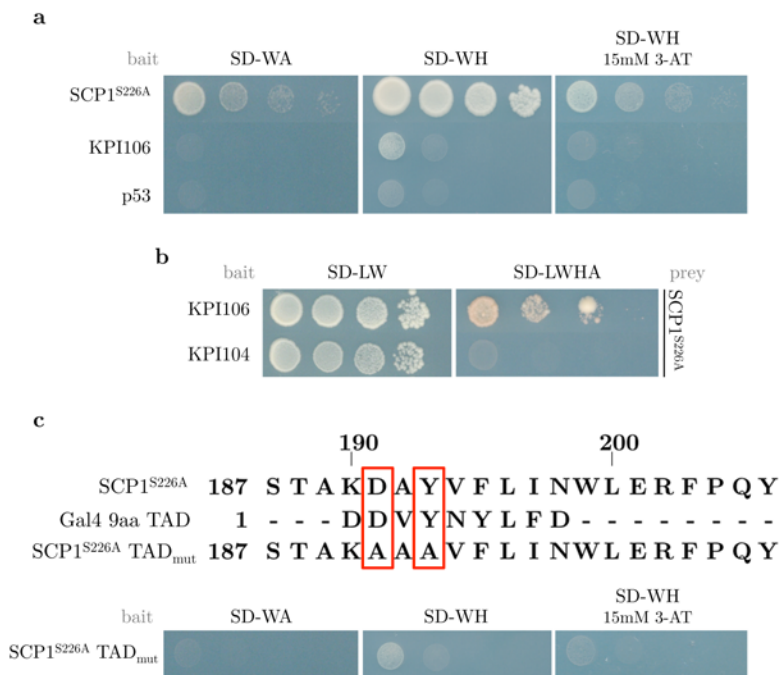 a
bait SD-WA SD-WH SD-WH
15mM 3-AT
SCP1S226A
KPI106
p53
b
bait SD-LW SD-LWHA prey
KPI106
KPI104
SCP1S226A
c
190 200
SCP1S226A 187 S T A K D A Y V F L I N W L E R F P Q Y
Gal4 9aa TAD 1 - - - D D V Y N Y L F D - - - - - - - -
SCP1S226A TADmut 187 S T A K A A A V F L I N W L E R F P Q Y
bait SD-WA SD-WH SD-WH
15mM 3-AT
SCP1S226A TADmut